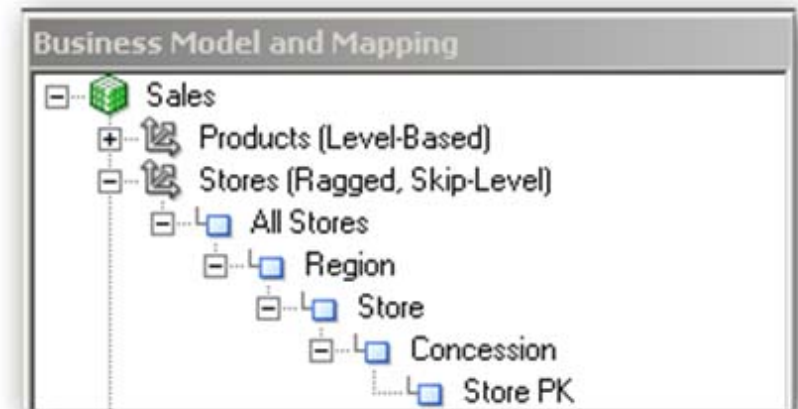 Business Model and Mapping
Sales
Products (Level-Based)
Stores (Ragged, Skip-Level)
All Stores
Region
Store
Concession
Store PK